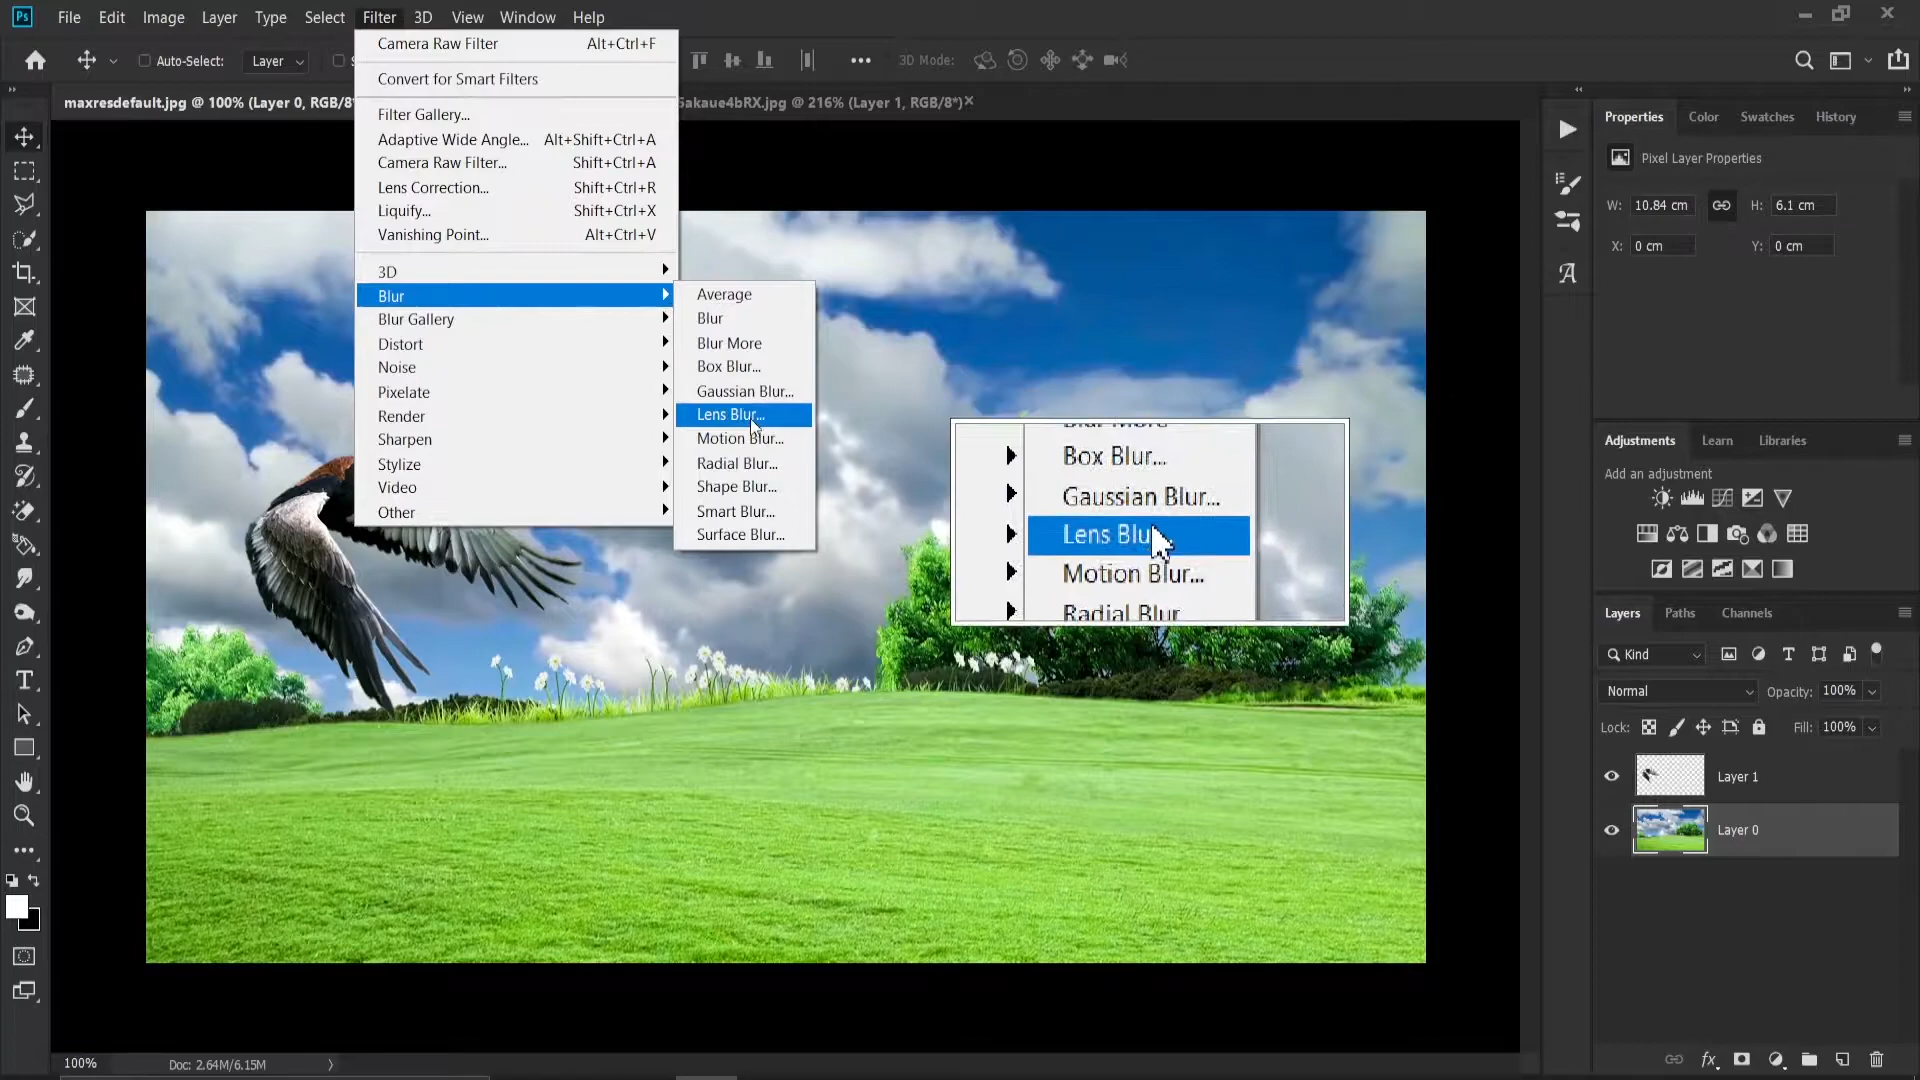 Ps File Edit Image Layer Type Select Filter 3D View Window Help
Auto-Select: Layer
3D Mode:
maxresdefault.jpg @ 100% (Layer 0, RGB/8*
5akaue4bRX.jpg @ 216% (Layer 1, RGB/8*)
Camera Raw Filter Alt+Ctrl+F
Convert for Smart Filters
Filter Gallery...
Adaptive Wide Angle... Alt+Shift+Ctrl+A
Camera Raw Filter... Shift+Ctrl+A
Lens Correction... Shift+Ctrl+R
Liquify... Shift+Ctrl+X
Vanishing Point... Alt+Ctrl+V
3D
Blur
Blur Gallery
Distort
Noise
Pixelate
Render
Sharpen
Stylize
Video
Other
Average
Blur
Blur More
Box Blur...
Gaussian Blur...
Lens Blur...
Motion Blur...
Radial Blur...
Shape Blur...
Smart Blur...
Surface Blur...
Blur More
Box Blur...
Gaussian Blur...
Lens Blu
Motion Blur...
Radial Blur
Properties Color Swatches History
Pixel Layer Properties
W: 10.84 cm H: 6.1 cm
X: 0 cm Y: 0 cm
Adjustments Learn Libraries
Add an adjustment
Layers Paths Channels
Kind
Normal Opacity: 100%
Lock: Fill: 100%
Layer 1
Layer 0
fx
100% Doc: 2.64M/6.15M